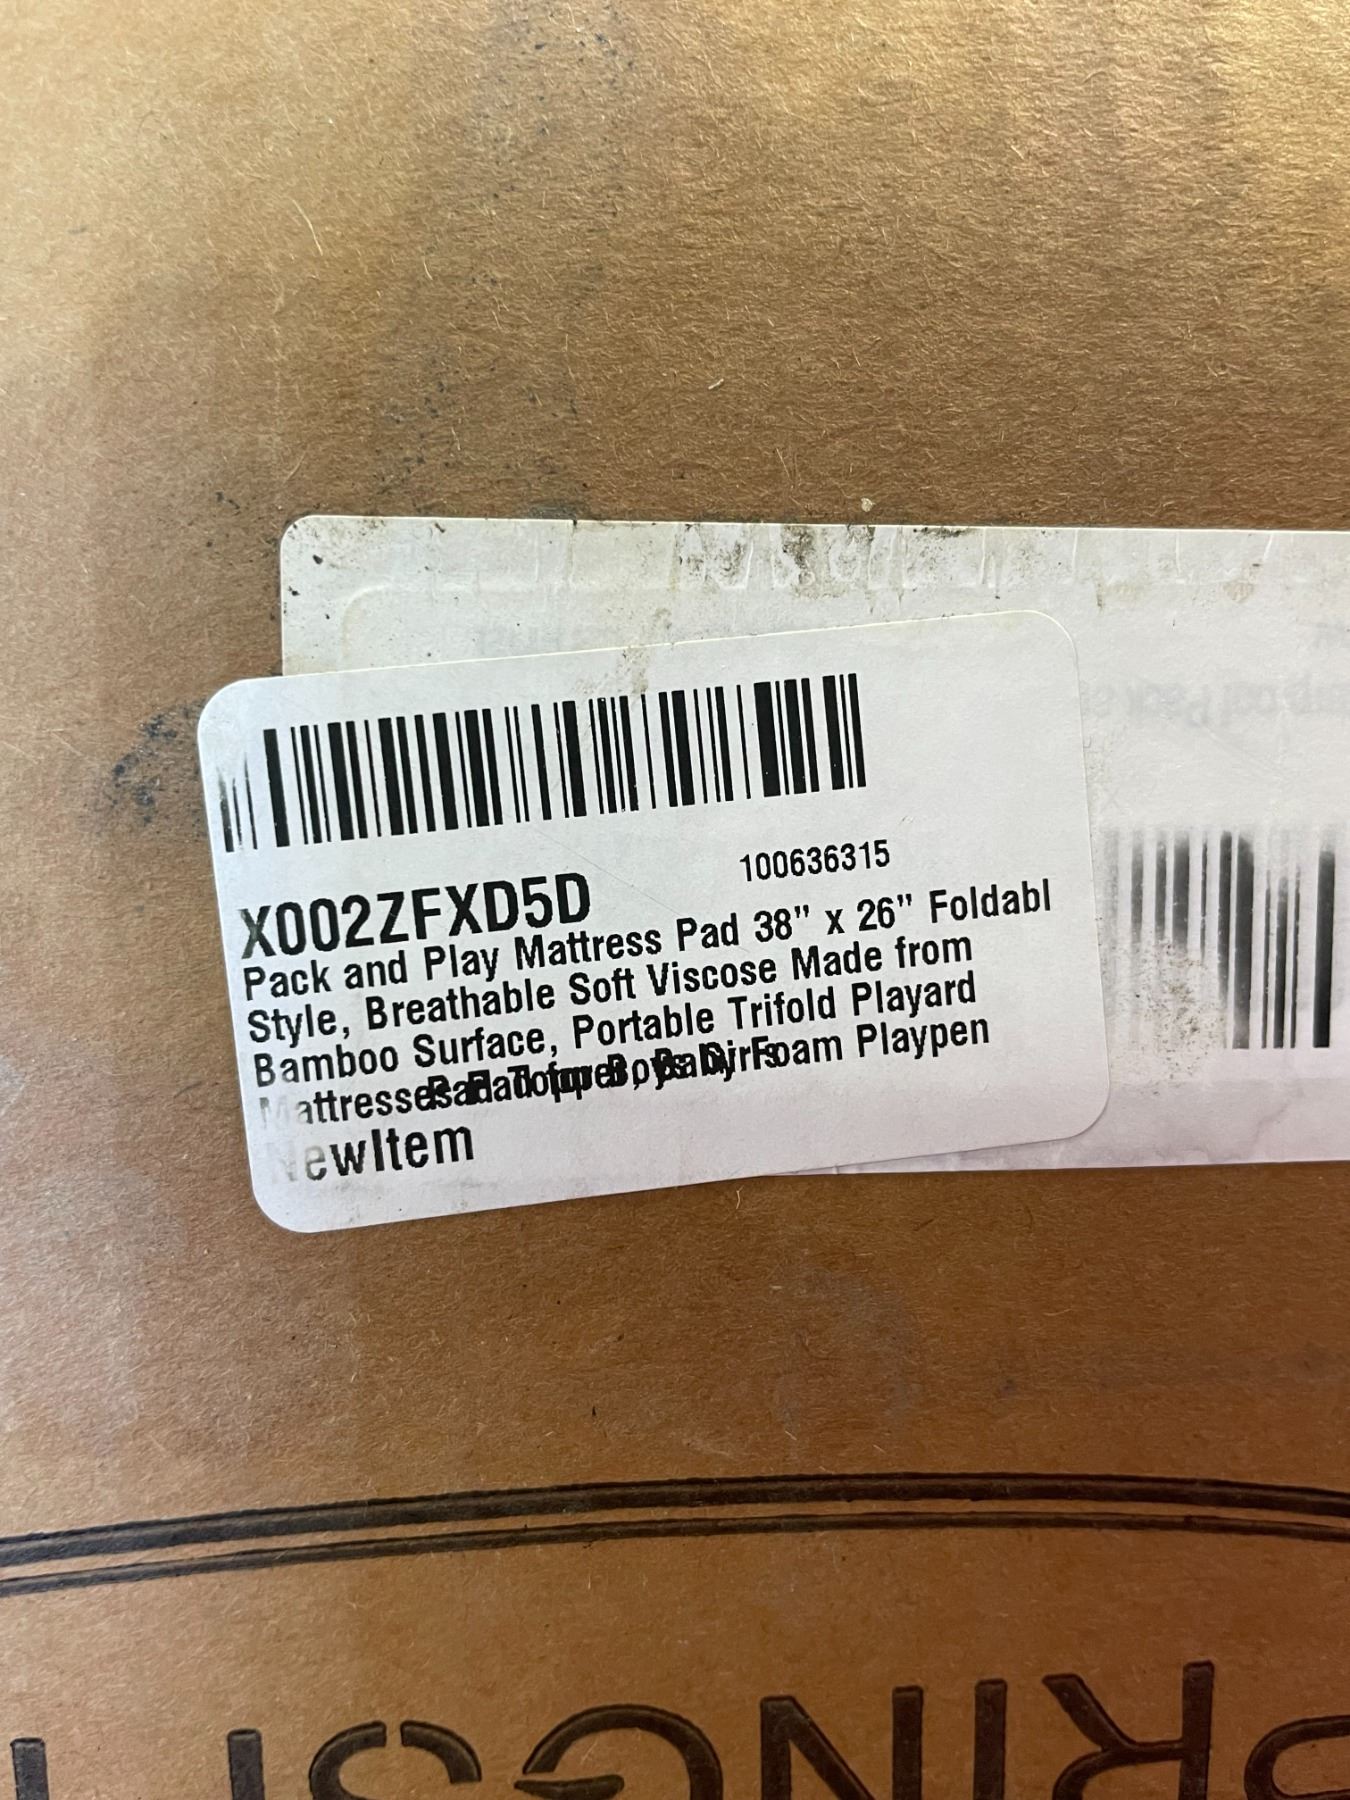 X002ZFXD5D
100636315
Pack and Play Mattress Pad 38" x 26" Foldabl
Style, Breathable Soft Viscose Made from
Bamboo Surface, Portable Trifold Playard
Foam Playpen
ewItem